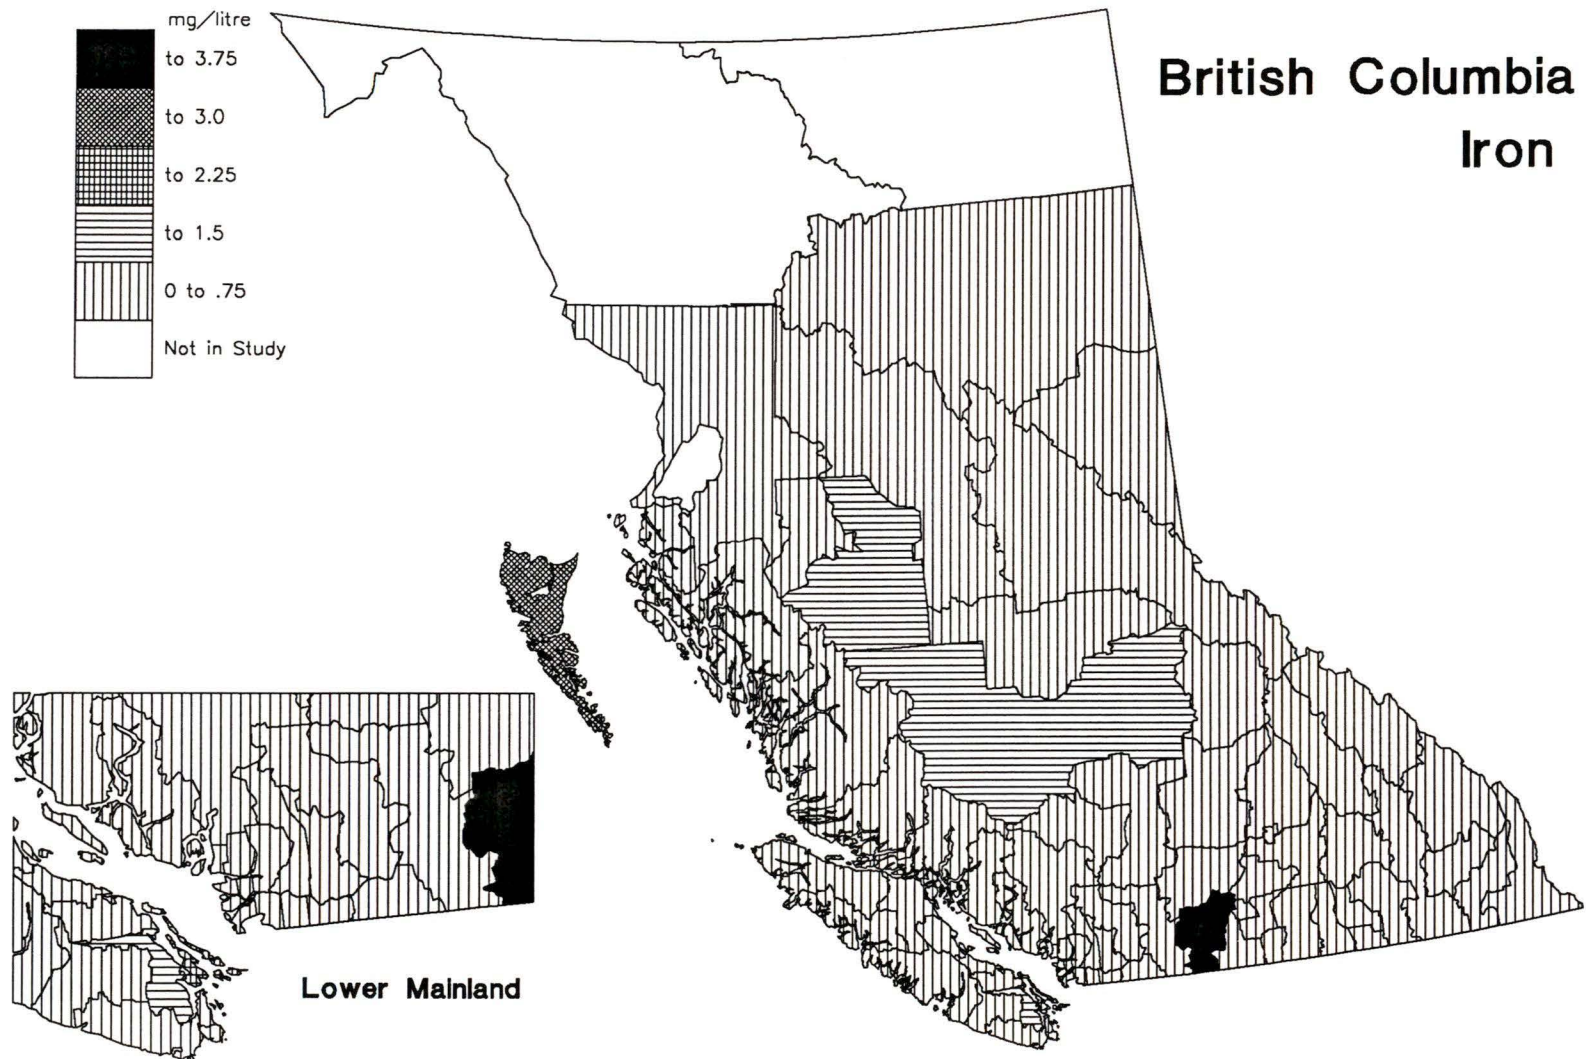 mg/litre
to 3.75
to 3.0
to 2.25
to 1.5
0 to .75
Not in Study
British Columbia
Iron
Lower Mainland